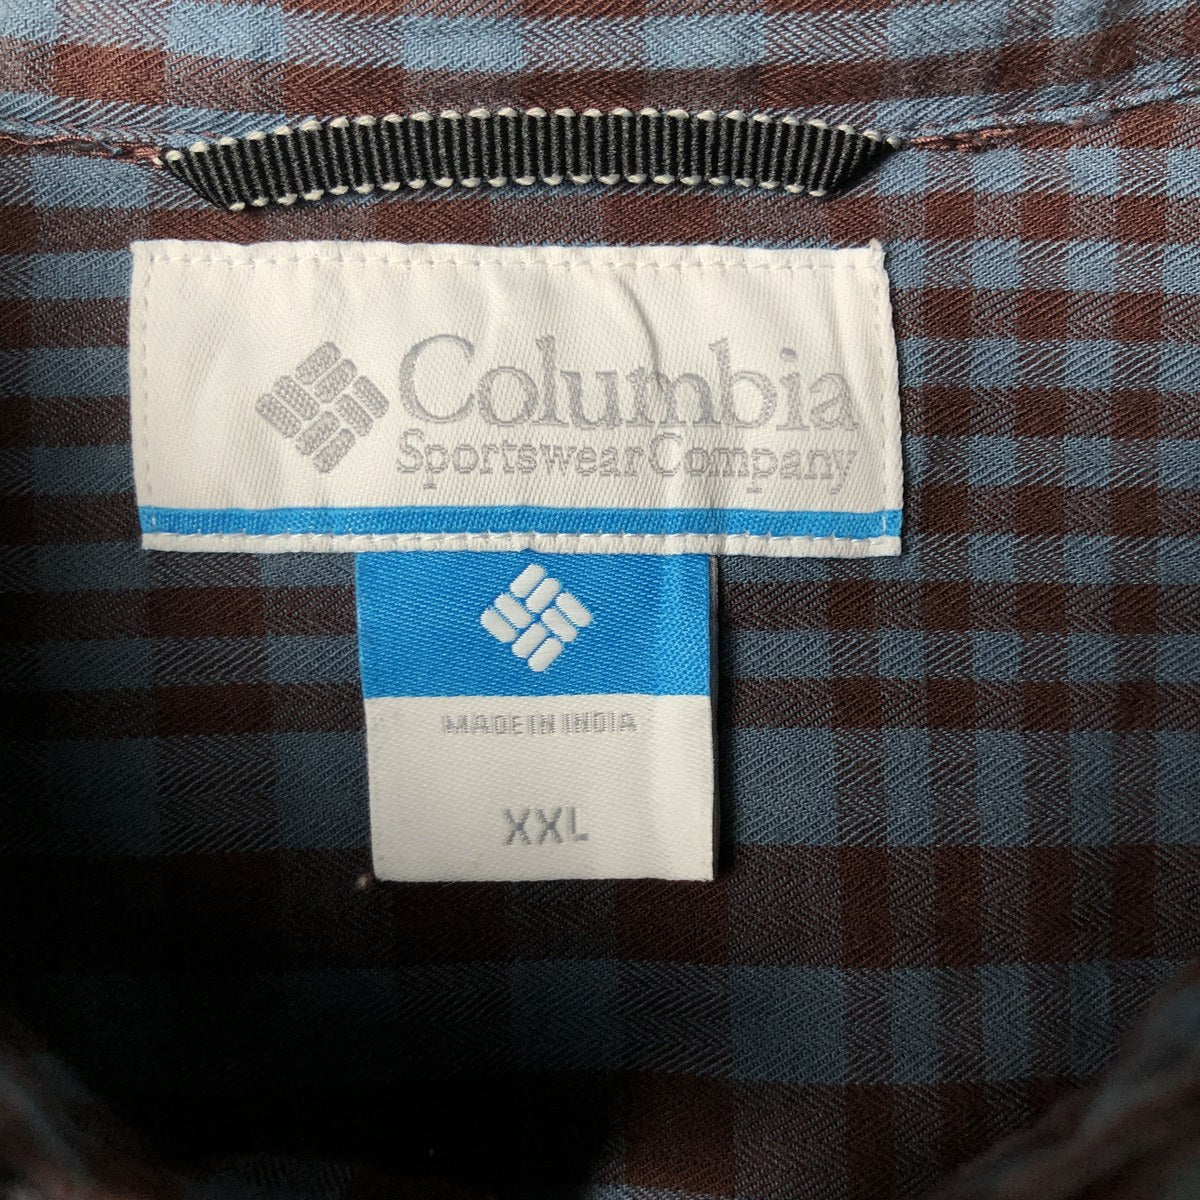 Columbia
Sportswear Company
MADE IN INDIA
XXL